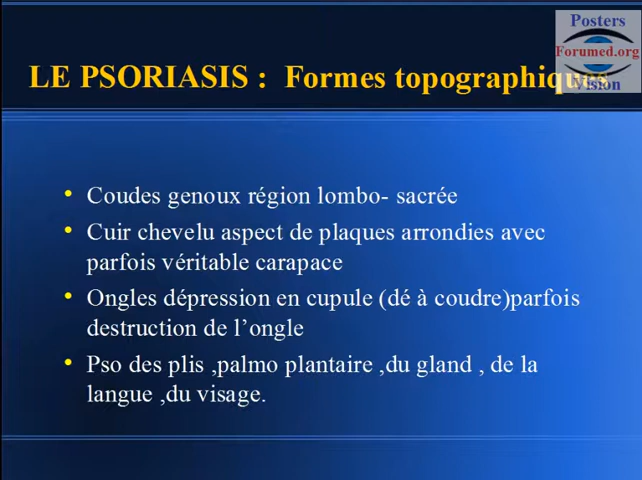 Posters
Forumed.org
Vision
LE PSORIASIS : Formes topographiques
• Coudes genoux région lombo- sacrée
• Cuir chevelu aspect de plaques arrondies avec
parfois véritable carapace
• Ongles dépression en cupule (dé à coudre)parfois
destruction de l’ongle
• Pso des plis ,palmo plantaire ,du gland , de la
langue ,du visage.